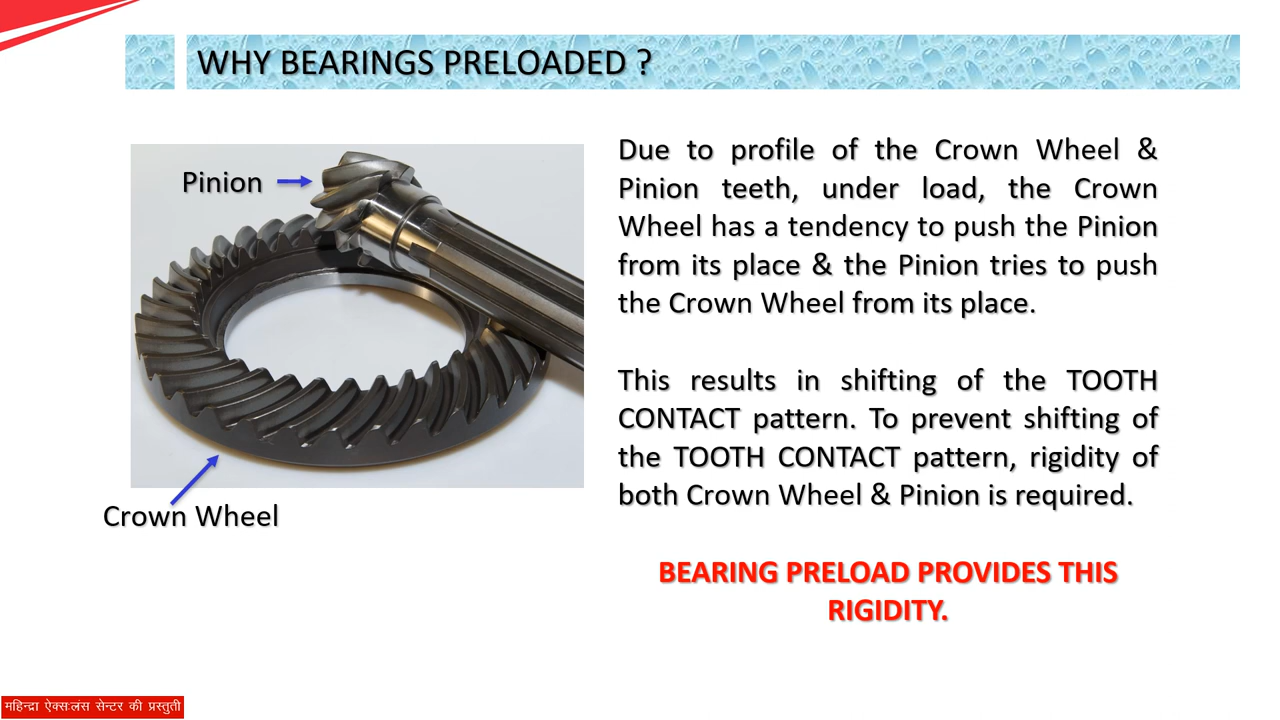 WHY BEARINGS PRELOADED ?
Pinion
Crown Wheel
Due to profile of the Crown Wheel &
Pinion teeth, under load, the Crown
Wheel has a tendency to push the Pinion
from its place & the Pinion tries to push
the Crown Wheel from its place.
This results in shifting of the TOOTH
CONTACT pattern. To prevent shifting of
the TOOTH CONTACT pattern, rigidity of
both Crown Wheel & Pinion is required.
BEARING PRELOAD PROVIDES THIS
RIGIDITY.
महिन्द्रा ऐक्सःलंस सेन्टर की प्रस्तुती